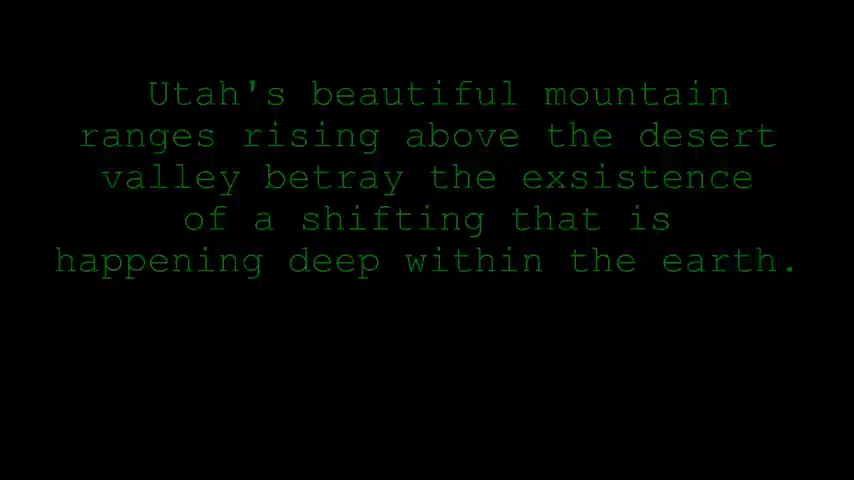 Utah's beautiful mountain
ranges rising above the desert
valley betray the exsistence
of a shifting that is
happening deep within the earth.